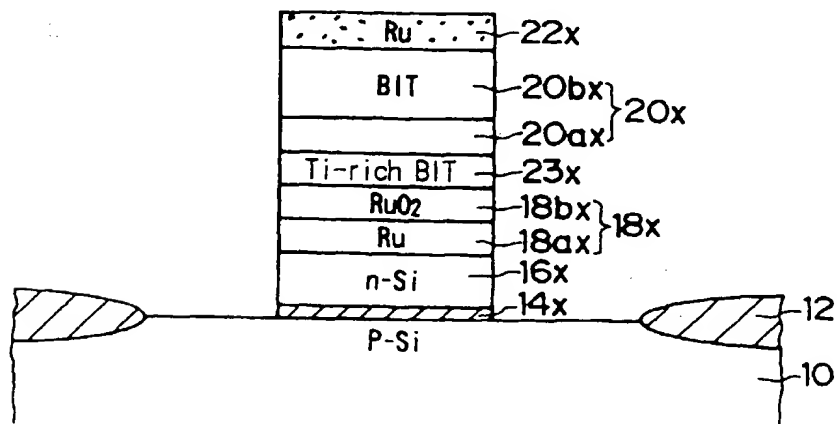 Ru 22x
BIT 20bx
20x
20ax
Ti-rich BIT 23x
RuO₂ 18bx
18x
Ru 18ax
n-Si 16x
14x
12
P-Si
10